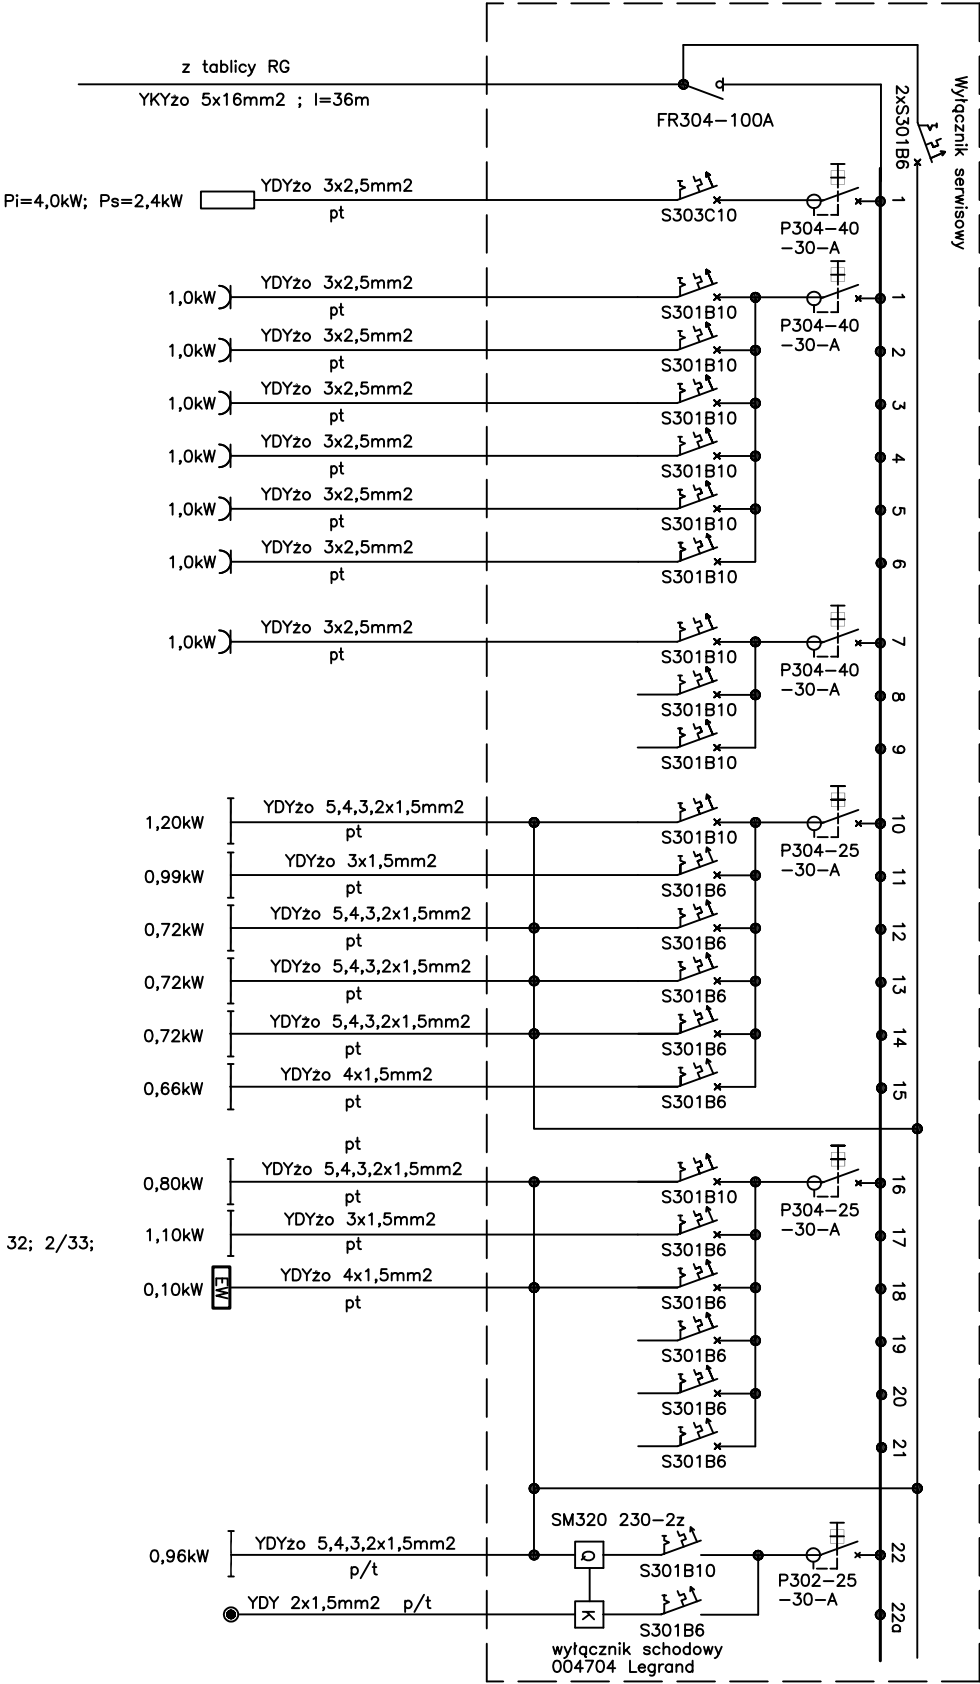 z tablicy RG
YKYżo 5x16mm2 ; l=36m
FR304-100A
2xS301B6
Wyłącznik serwisowy
Pi=4,0kW; Ps=2,4kW
YDYżo 3x2,5mm2
pt
S303C10
P304-40
-30-A
1
1,0kW
YDYżo 3x2,5mm2
pt
S301B10
P304-40
-30-A
1
1,0kW
YDYżo 3x2,5mm2
pt
S301B10
2
1,0kW
YDYżo 3x2,5mm2
pt
S301B10
3
1,0kW
YDYżo 3x2,5mm2
pt
S301B10
4
1,0kW
YDYżo 3x2,5mm2
pt
S301B10
5
1,0kW
YDYżo 3x2,5mm2
pt
S301B10
6
1,0kW
YDYżo 3x2,5mm2
pt
S301B10
P304-40
-30-A
7
S301B10
8
S301B10
9
1,20kW
YDYżo 5,4,3,2x1,5mm2
pt
S301B10
P304-25
-30-A
10
0,99kW
YDYżo 3x1,5mm2
pt
S301B6
11
0,72kW
YDYżo 5,4,3,2x1,5mm2
pt
S301B6
12
0,72kW
YDYżo 5,4,3,2x1,5mm2
pt
S301B6
13
0,72kW
YDYżo 5,4,3,2x1,5mm2
pt
S301B6
14
0,66kW
YDYżo 4x1,5mm2
pt
S301B6
15
pt
0,80kW
YDYżo 5,4,3,2x1,5mm2
pt
S301B10
P304-25
-30-A
16
32; 2/33;
1,10kW
YDYżo 3x1,5mm2
pt
S301B6
17
0,10kW
EW
YDYżo 4x1,5mm2
pt
S301B6
18
S301B6
19
S301B6
20
S301B6
21
SM320 230-2z
0,96kW
YDYżo 5,4,3,2x1,5mm2
p/t
Q
S301B10
P302-25
-30-A
22
YDY 2x1,5mm2 p/t
K
S301B6
22a
wyłącznik schodowy
004704 Legrand